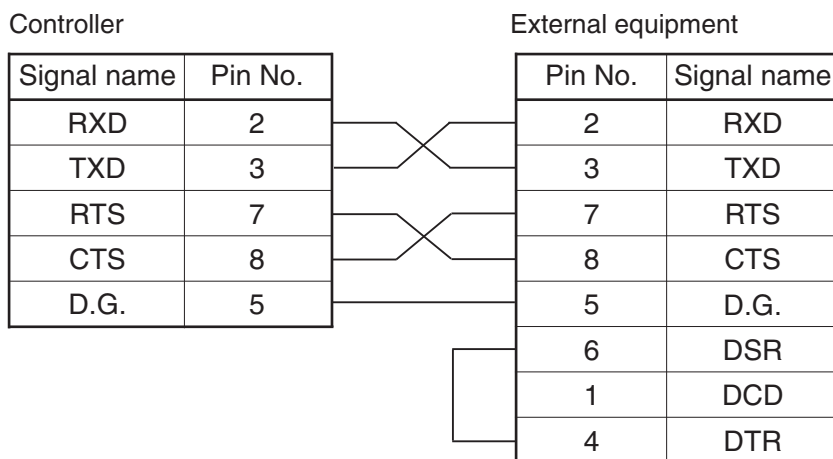 Controller External equipment
Signal name Pin No. Pin No. Signal name
RXD 2 2 RXD
TXD 3 3 TXD
RTS 7 7 RTS
CTS 8 8 CTS
D.G. 5 5 D.G.
6 DSR
1 DCD
4 DTR